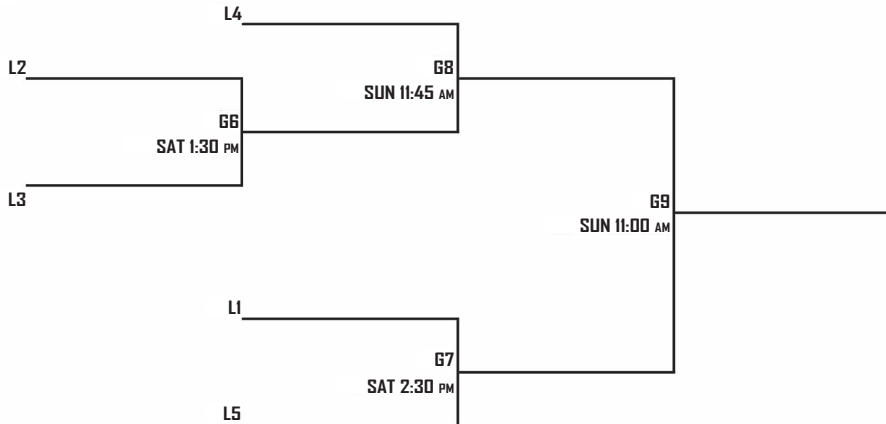 L4
L2
G8
SUN 11:45 AM
G6
SAT 1:30 PM
L3
G9
SUN 11:00 AM
L1
G7
SAT 2:30 PM
L5